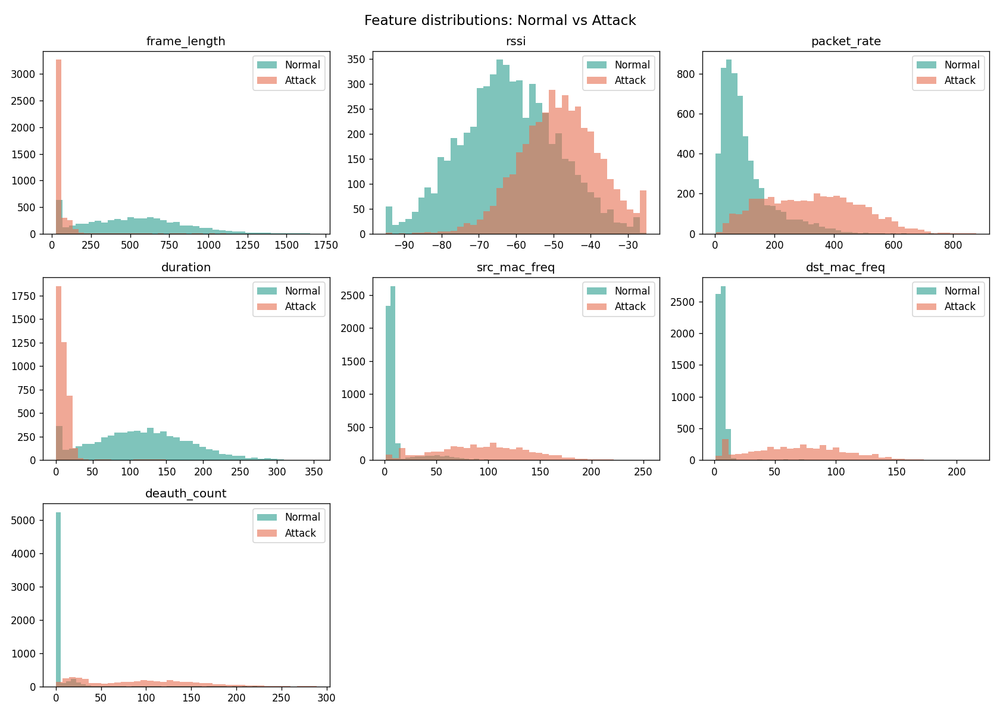 Feature distributions: Normal vs Attack
frame_length
Normal
Attack
3000
2500
2000
1500
1000
500
0
0 250 500 750 1000 1250 1500 1750
rssi
Normal
Attack
350
300
250
200
150
100
50
0
−90 −80 −70 −60 −50 −40 −30
packet_rate
Normal
Attack
800
600
400
200
0
0 200 400 600 800
duration
Normal
Attack
1750
1500
1250
1000
750
500
250
0
0 50 100 150 200 250 300 350
src_mac_freq
Normal
Attack
2500
2000
1500
1000
500
0
0 50 100 150 200 250
dst_mac_freq
Normal
Attack
2500
2000
1500
1000
500
0
0 50 100 150 200
deauth_count
Normal
Attack
5000
4000
3000
2000
1000
0
0 50 100 150 200 250 300